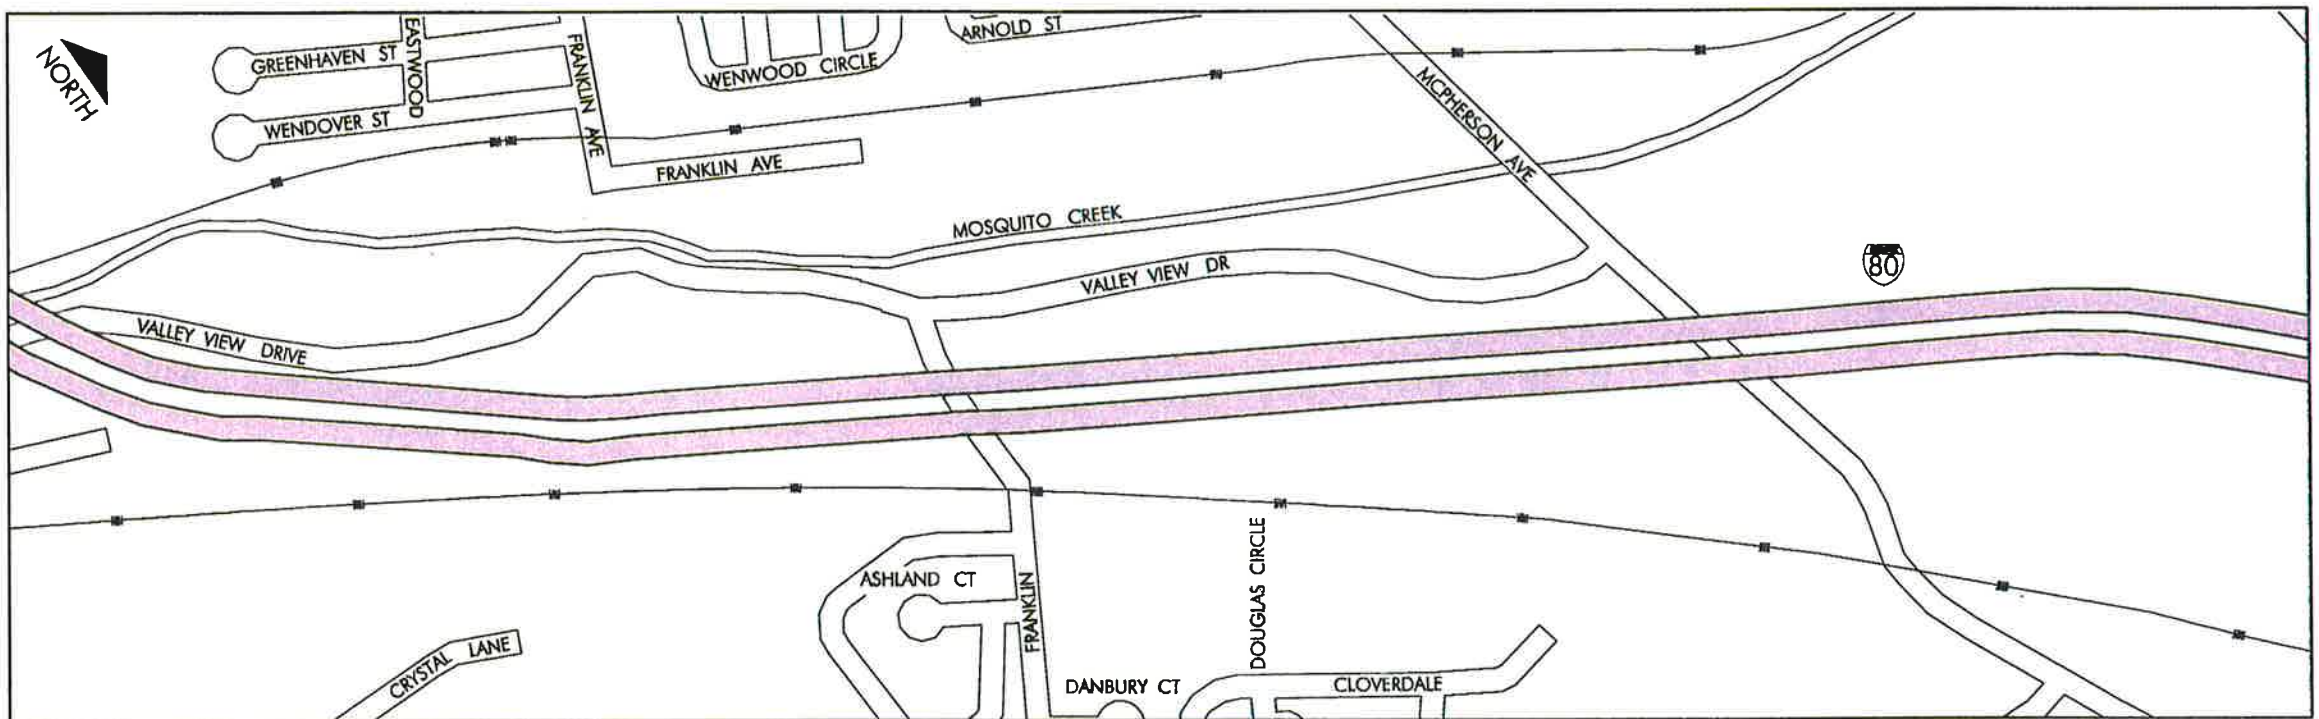 NORTH
GREENHAVEN ST
EASTWOOD
WENDOVER ST
FRANKLIN AVE
WENWOOD CIRCLE
ARNOLD ST
FRANKLIN AVE
MCPHERSON AVE
MOSQUITO CREEK
VALLEY VIEW DR
80
VALLEY VIEW DRIVE
ASHLAND CT
FRANKLIN
DOUGLAS CIRCLE
CRYSTAL LANE
DANBURY CT
CLOVERDALE